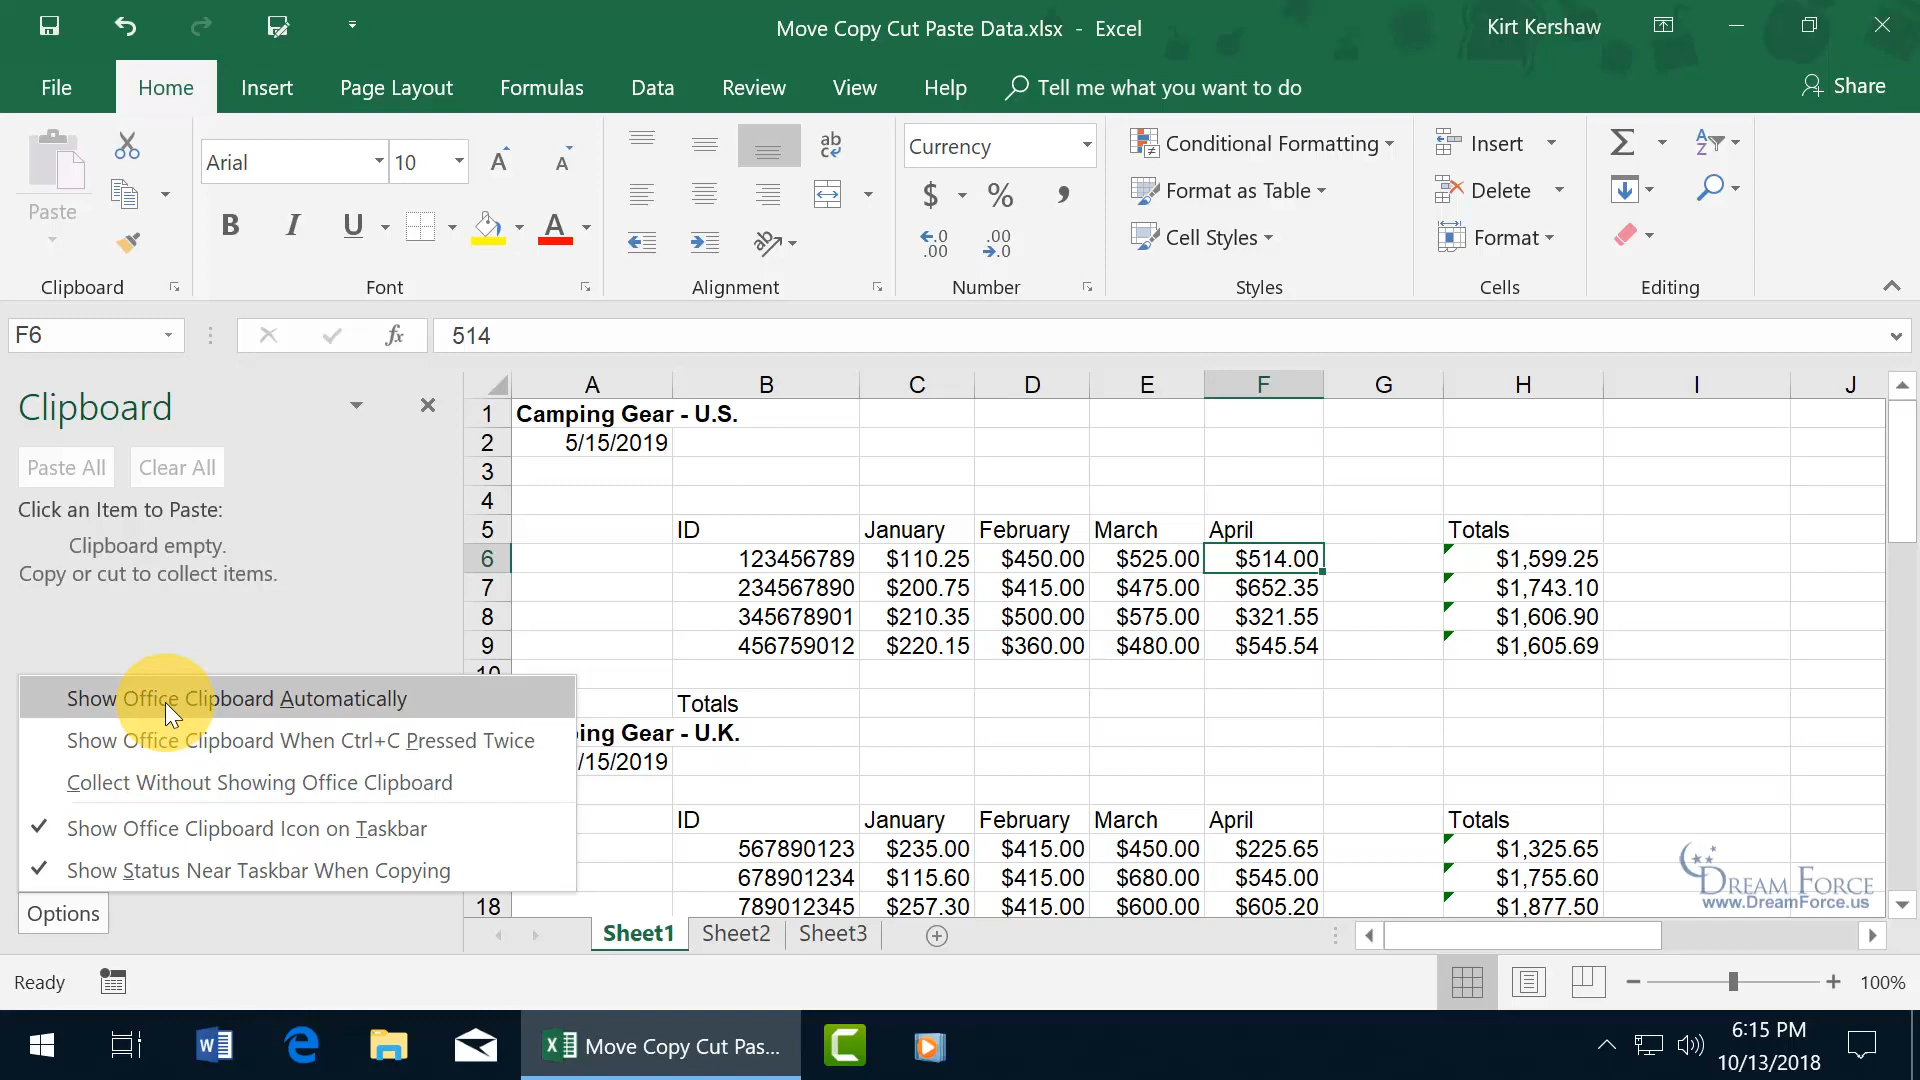 Move Copy Cut Paste Data.xlsx - Excel
Kirt Kershaw
File Home Insert Page Layout Formulas Data Review View Help Tell me what you want to do Share
Paste
Clipboard
Arial 10
B I U A
Font
ab
Alignment
Currency
$ % ,
Number
Conditional Formatting
Format as Table
Cell Styles
Styles
Insert
Delete
Format
Cells
Editing
F6 fx 514
Clipboard
Paste All Clear All
Click an Item to Paste:
Clipboard empty.
Copy or cut to collect items.
Show Office Clipboard Automatically
Show Office Clipboard When Ctrl+C Pressed Twice
Collect Without Showing Office Clipboard
Show Office Clipboard Icon on Taskbar
Show Status Near Taskbar When Copying
Options
A B C D E F G H I J
1 Camping Gear - U.S.
2 5/15/2019
3
4
5 ID January February March April Totals
6 123456789 $110.25 $450.00 $525.00 $514.00 $1,599.25
7 234567890 $200.75 $415.00 $475.00 $652.35 $1,743.10
8 345678901 $210.35 $500.00 $575.00 $321.55 $1,606.90
9 456759012 $220.15 $360.00 $480.00 $545.54 $1,605.69
10
Totals
ing Gear - U.K.
/15/2019
ID January February March April Totals
567890123 $235.00 $415.00 $450.00 $225.65 $1,325.65
678901234 $115.60 $415.00 $680.00 $545.00 $1,755.60
18 789012345 $257.30 $415.00 $600.00 $605.20 $1,877.50
Dream Force
www.DreamForce.us
Sheet1 Sheet2 Sheet3
Ready
100%
Move Copy Cut Pas...
6:15 PM
10/13/2018